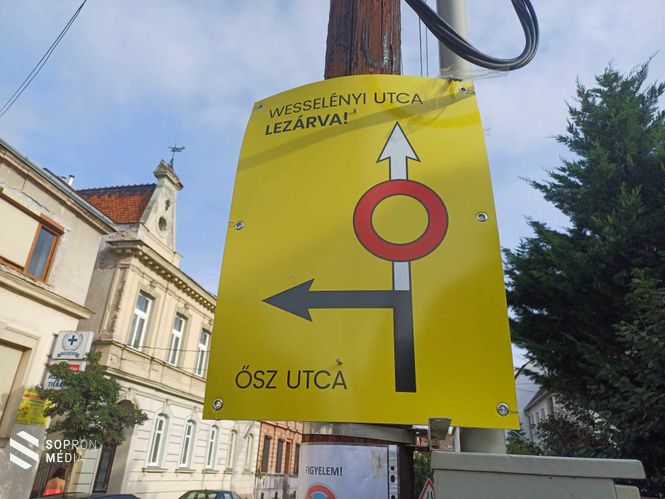 WESSELÉNYI UTCA
LEZÁRVA!
ŐSZ UTCA
FIGYELEM!
SOPRON
MÉDIA